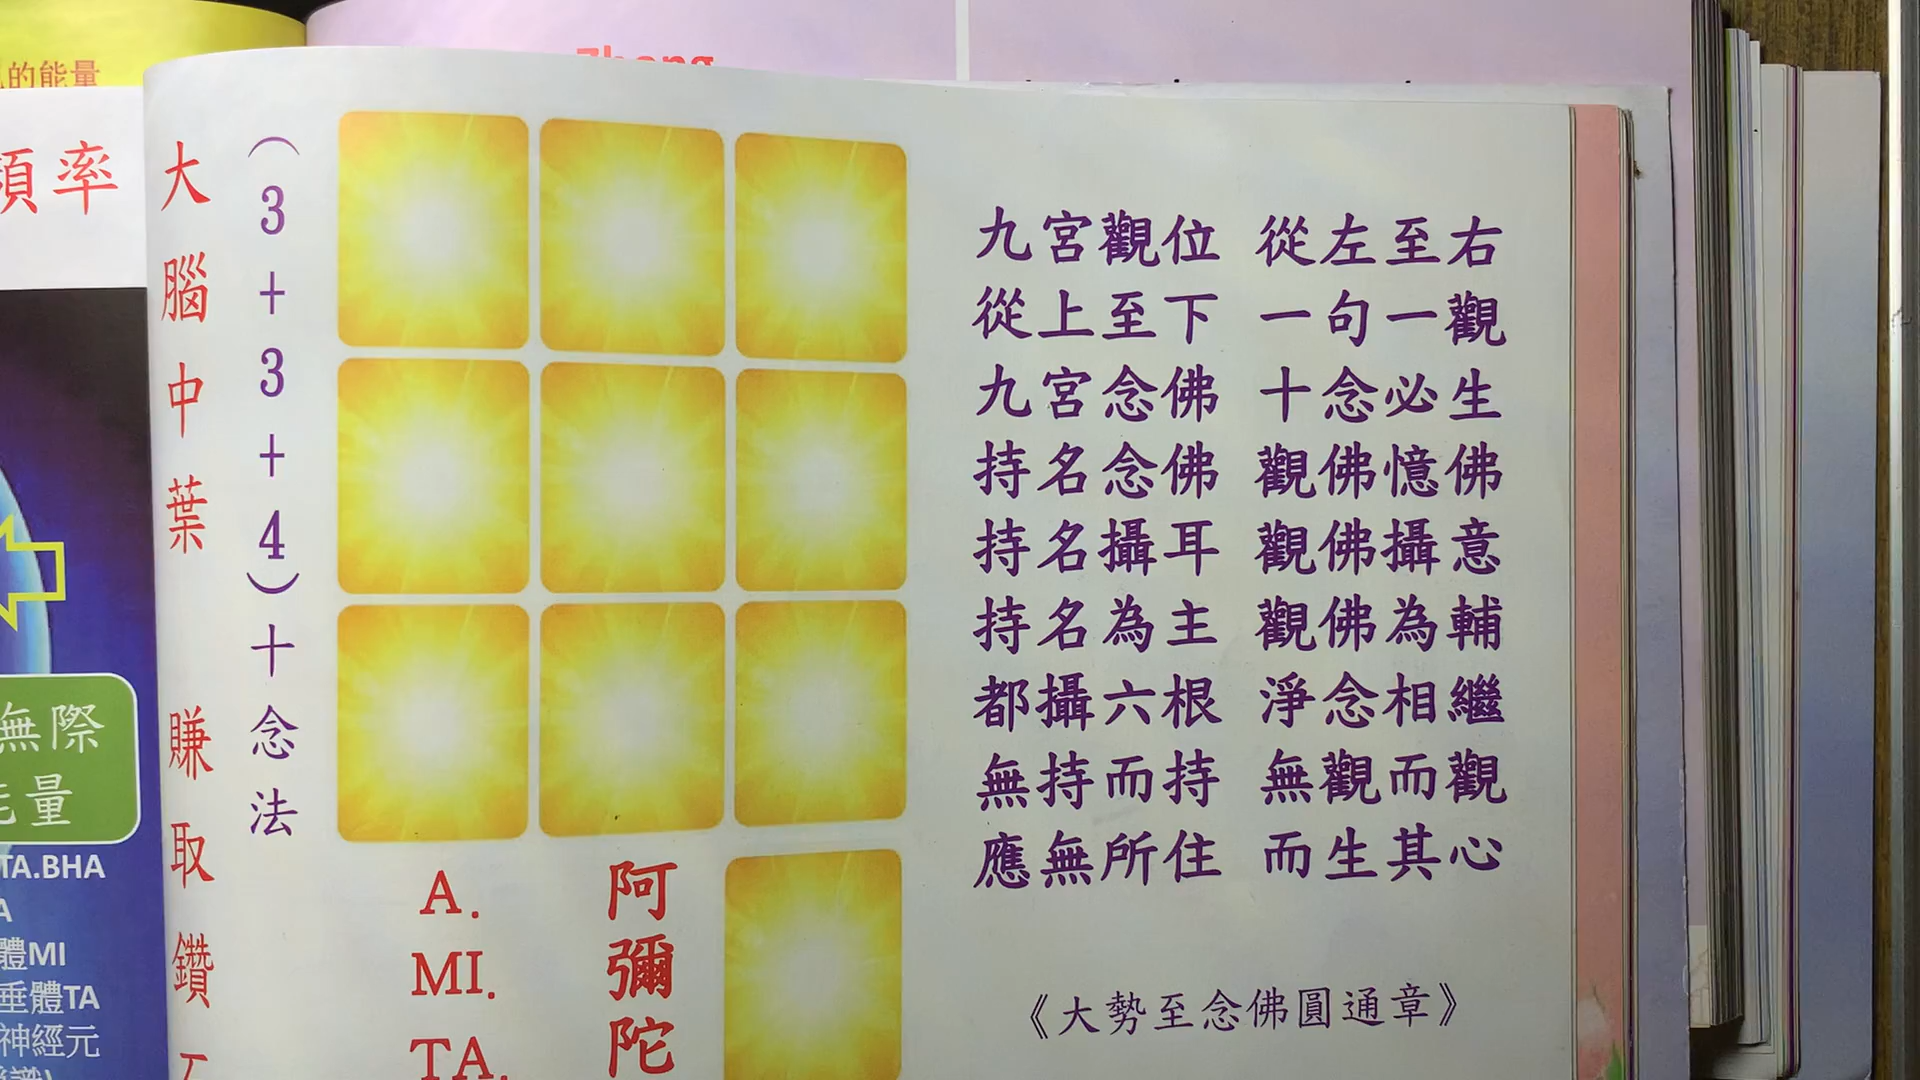 的能量
Zhong
頻率
大腦中葉 賺取鑽
(3+3+4)十念法
九宮觀位 從左至右
從上至下 一句一觀
九宮念佛 十念必生
持名念佛 觀佛憶佛
持名攝耳 觀佛攝意
持名為主 觀佛為輔
都攝六根 淨念相繼
無持而持 無觀而觀
應無所住 而生其心
《大勢至念佛圓通章》
A.
MI.
TA.
阿彌陀
無際
能量
TA.BHA
A
體MI
垂體TA
神經元